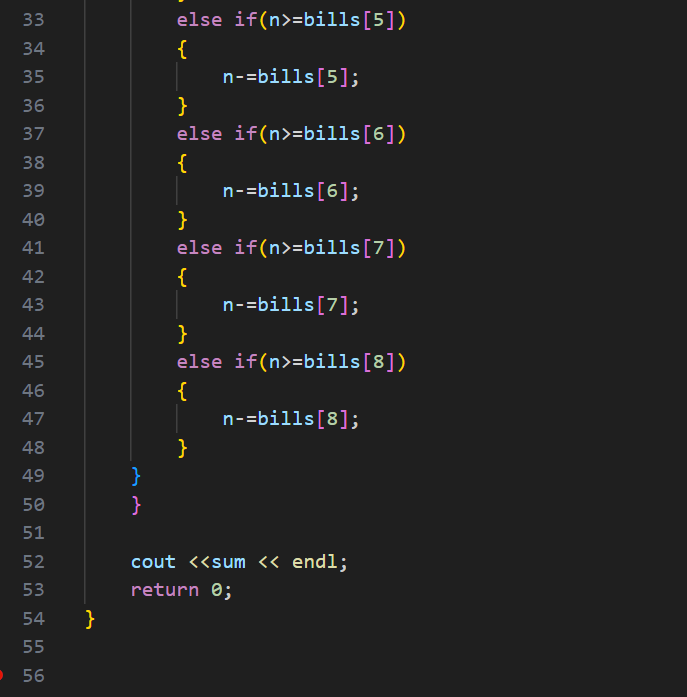 33 else if(n>=bills[5])
34 {
35 n-=bills[5];
36 }
37 else if(n>=bills[6])
38 {
39 n-=bills[6];
40 }
41 else if(n>=bills[7])
42 {
43 n-=bills[7];
44 }
45 else if(n>=bills[8])
46 {
47 n-=bills[8];
48 }
49 }
50 }
51
52 cout <<sum << endl;
53 return 0;
54 }
55
56